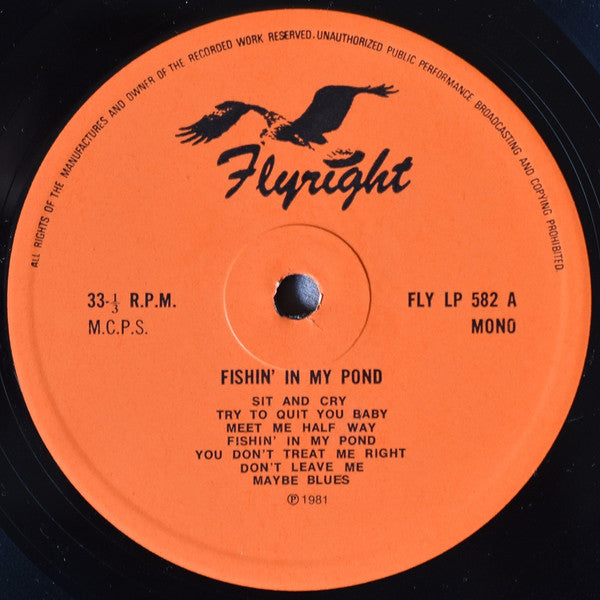 ALL RIGHTS OF THE MANUFACTURES AND OWNER OF THE RECORDED WORK RESERVED. UNAUTHORIZED PUBLIC PERFORMANCE BROADCASTING AND COPYING PROHIBITED.
Flyright
33-1/3 R.P.M.
M.C.P.S.
FLY LP 582 A
MONO
FISHIN' IN MY POND
SIT AND CRY
TRY TO QUIT YOU BABY
MEET ME HALF WAY
FISHIN' IN MY POND
YOU DON'T TREAT ME RIGHT
DON'T LEAVE ME
MAYBE BLUES
℗ 1981